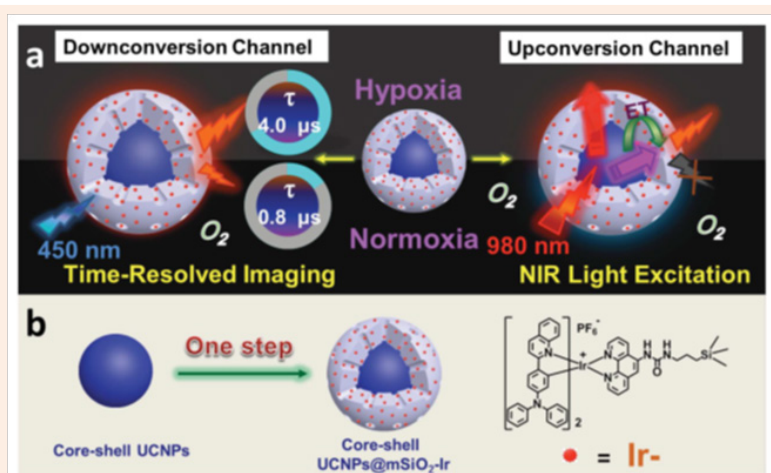 a
Downconversion Channel
Upconversion Channel
τ
4.0 μs
Hypoxia
ET
τ
0.8 μs
O₂
O₂
O₂
Normoxia
450 nm
980 nm
Time-Resolved Imaging
NIR Light Excitation
b
One step
Core-shell UCNPs
Core-shell
UCNPs@mSiO₂-Ir
PF₆⁻
N
Ir
+
N
N
N
H
N
H
N
O
Si
2
= Ir-